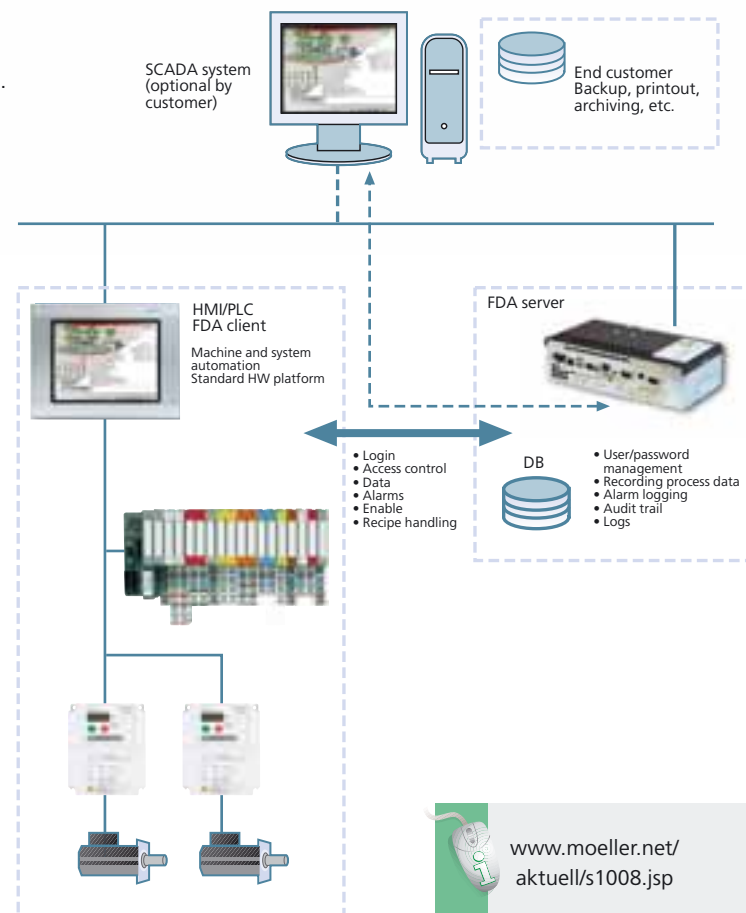 .
SCADA system
(optional by
customer)
End customer
Backup, printout,
archiving, etc.
HMI/PLC
FDA client
Machine and system
automation
Standard HW platform
FDA server
• Login
• Access control
• Data
• Alarms
• Enable
• Recipe handling
DB
• User/password
management
• Recording process data
• Alarm logging
• Audit trail
• Logs
www.moeller.net/
aktuell/s1008.jsp